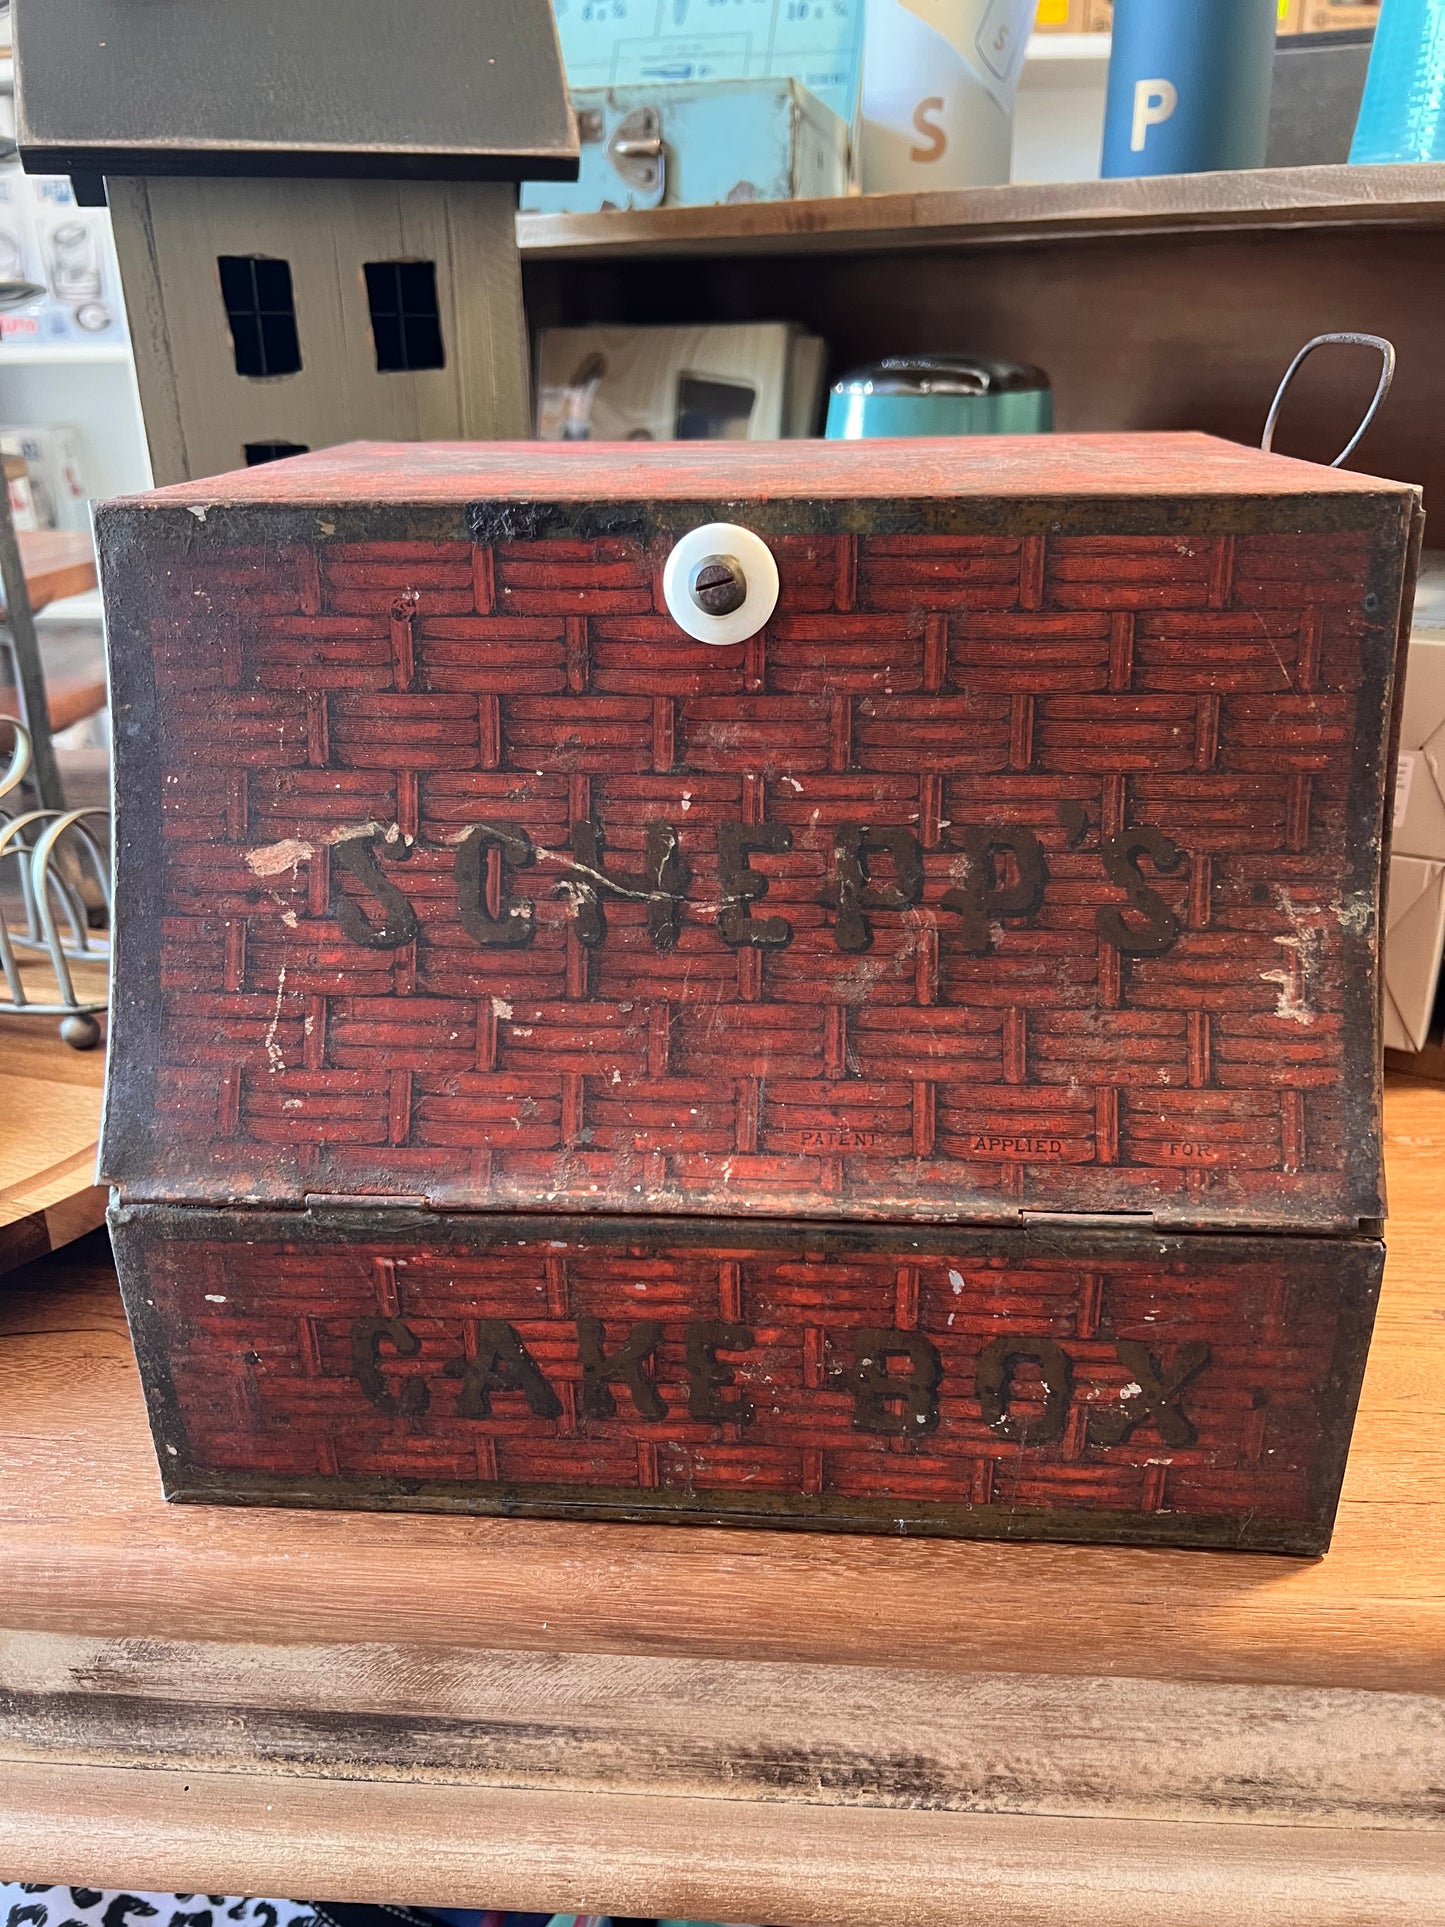 S
S
P
SCHEPP'S
PATENT APPLIED FOR
CAKE BOX